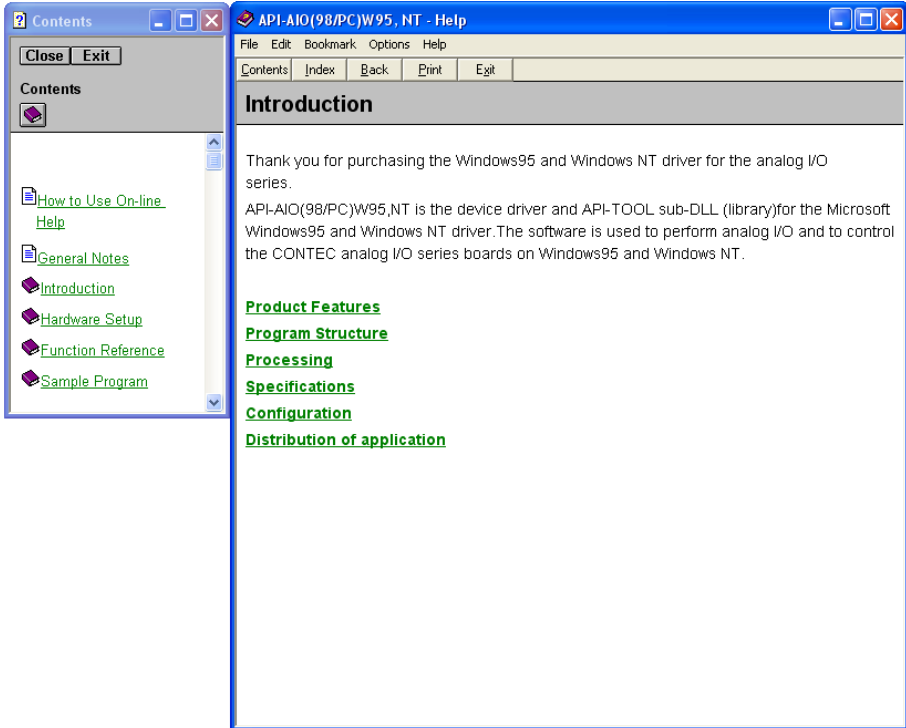 Contents
Close Exit
Contents
How to Use On-line
Help
General Notes
Introduction
Hardware Setup
Function Reference
Sample Program
API-AIO(98/PC)W95, NT - Help
File Edit Bookmark Options Help
Contents Index Back Print Exit
Introduction
Thank you for purchasing the Windows95 and Windows NT driver for the analog I/O
series.
API-AIO(98/PC)W95,NT is the device driver and API-TOOL sub-DLL (library)for the Microsoft
Windows95 and Windows NT driver.The software is used to perform analog I/O and to control
the CONTEC analog I/O series boards on Windows95 and Windows NT.
Product Features
Program Structure
Processing
Specifications
Configuration
Distribution of application